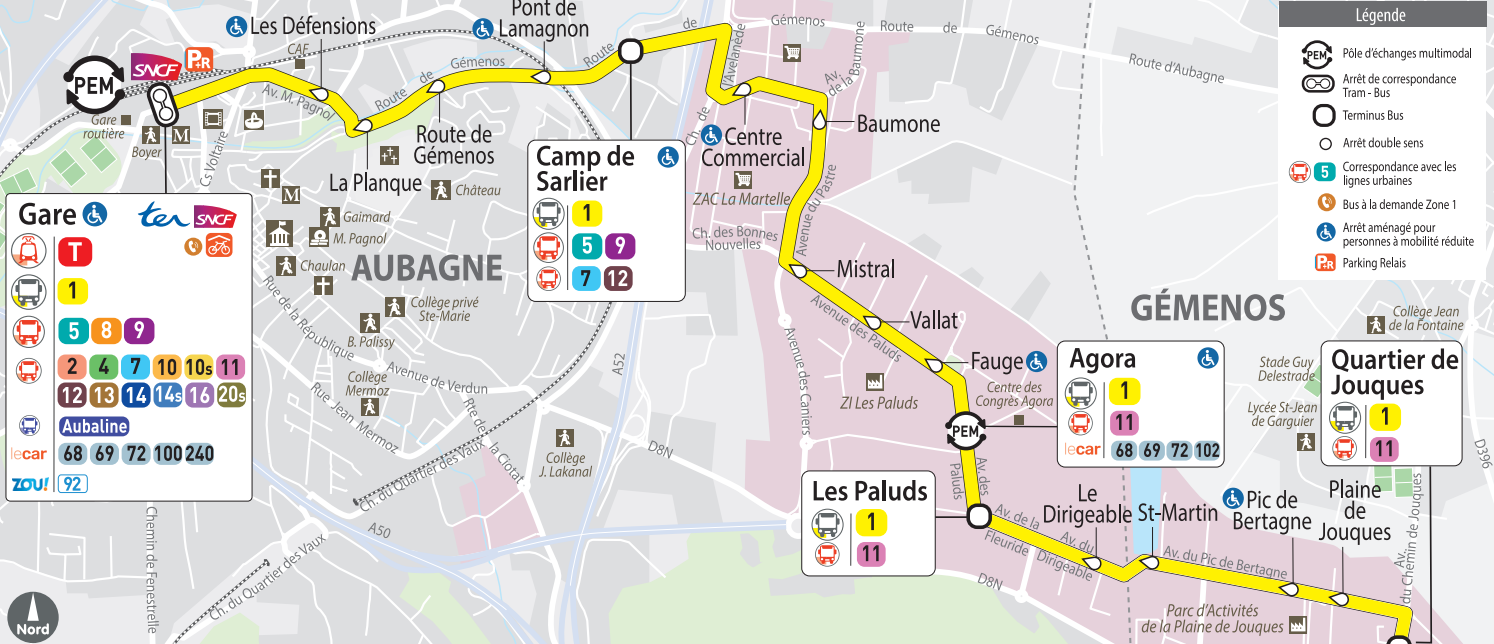 Légende
PEM
Pôle d'échanges multimodal
Arrêt de correspondance
Tram - Bus
Terminus Bus
Arrêt double sens
5
Correspondance avec les
lignes urbaines
Bus à la demande Zone 1
Arrêt aménagé pour
personnes à mobilité réduite
P+R
Parking Relais
PEM
SNCF
P+R
Gare
routière
Boyer
M
Les Défensions
CAF
Av. M. Pagnol
Cs Voltaire
La Planque
Route de Gémenos
Route de
Gémenos
Pont de
Lamagnon
Château
M
Gaimard
M. Pagnol
Chaulan
AUBAGNE
Collège privé
Ste-Marie
B. Palissy
Rue de la République
Collège
Mermoz
Avenue de Verdun
Rue Jean Mermoz
Rte de la Ciotat
Collège
J. Lakanal
D8N
Ch. du Quartier des Vaux
A50
Ch. du Quartier des Vaux
Chemin de Fenestrelle
A52
Nord
Gare
ter SNCF
T
1
5 8 9
2 4 7 10 10s 11
12 13 14 14s 16 20s
Aubaline
lecar 68 69 72 100 240
ZOU! 92
Camp de
Sarlier
1
5 9
7 12
Route de Gémenos
Route d'Aubagne
Ch. de l'Avelanède
Av. de la Baumone
Centre
Commercial
Baumone
ZAC La Martelle
Ch. des Bonnes
Nouvelles
Avenue du Pastre
Mistral
Avenue des Paluds
Vallat
Fauge
Avenue des Caniers
ZI Les Paluds
Centre des
Congrès Agora
PEM
Av. des Paluds
Agora
1
11
lecar 68 69 72 102
GÉMENOS
Collège Jean
de la Fontaine
Stade Guy
Delestrade
Lycée St-Jean
de Garguier
Quartier de
Jouques
1
11
D396
Les Paluds
1
11
Av. de la Fleuride
Av. du Dirigeable
D8N
Le
Dirigeable
St-Martin
Pic de
Bertagne
Plaine
de
Jouques
Av. du Pic de Bertagne
Av. du Chemin de Jouques
Parc d'Activités
de la Plaine de Jouques